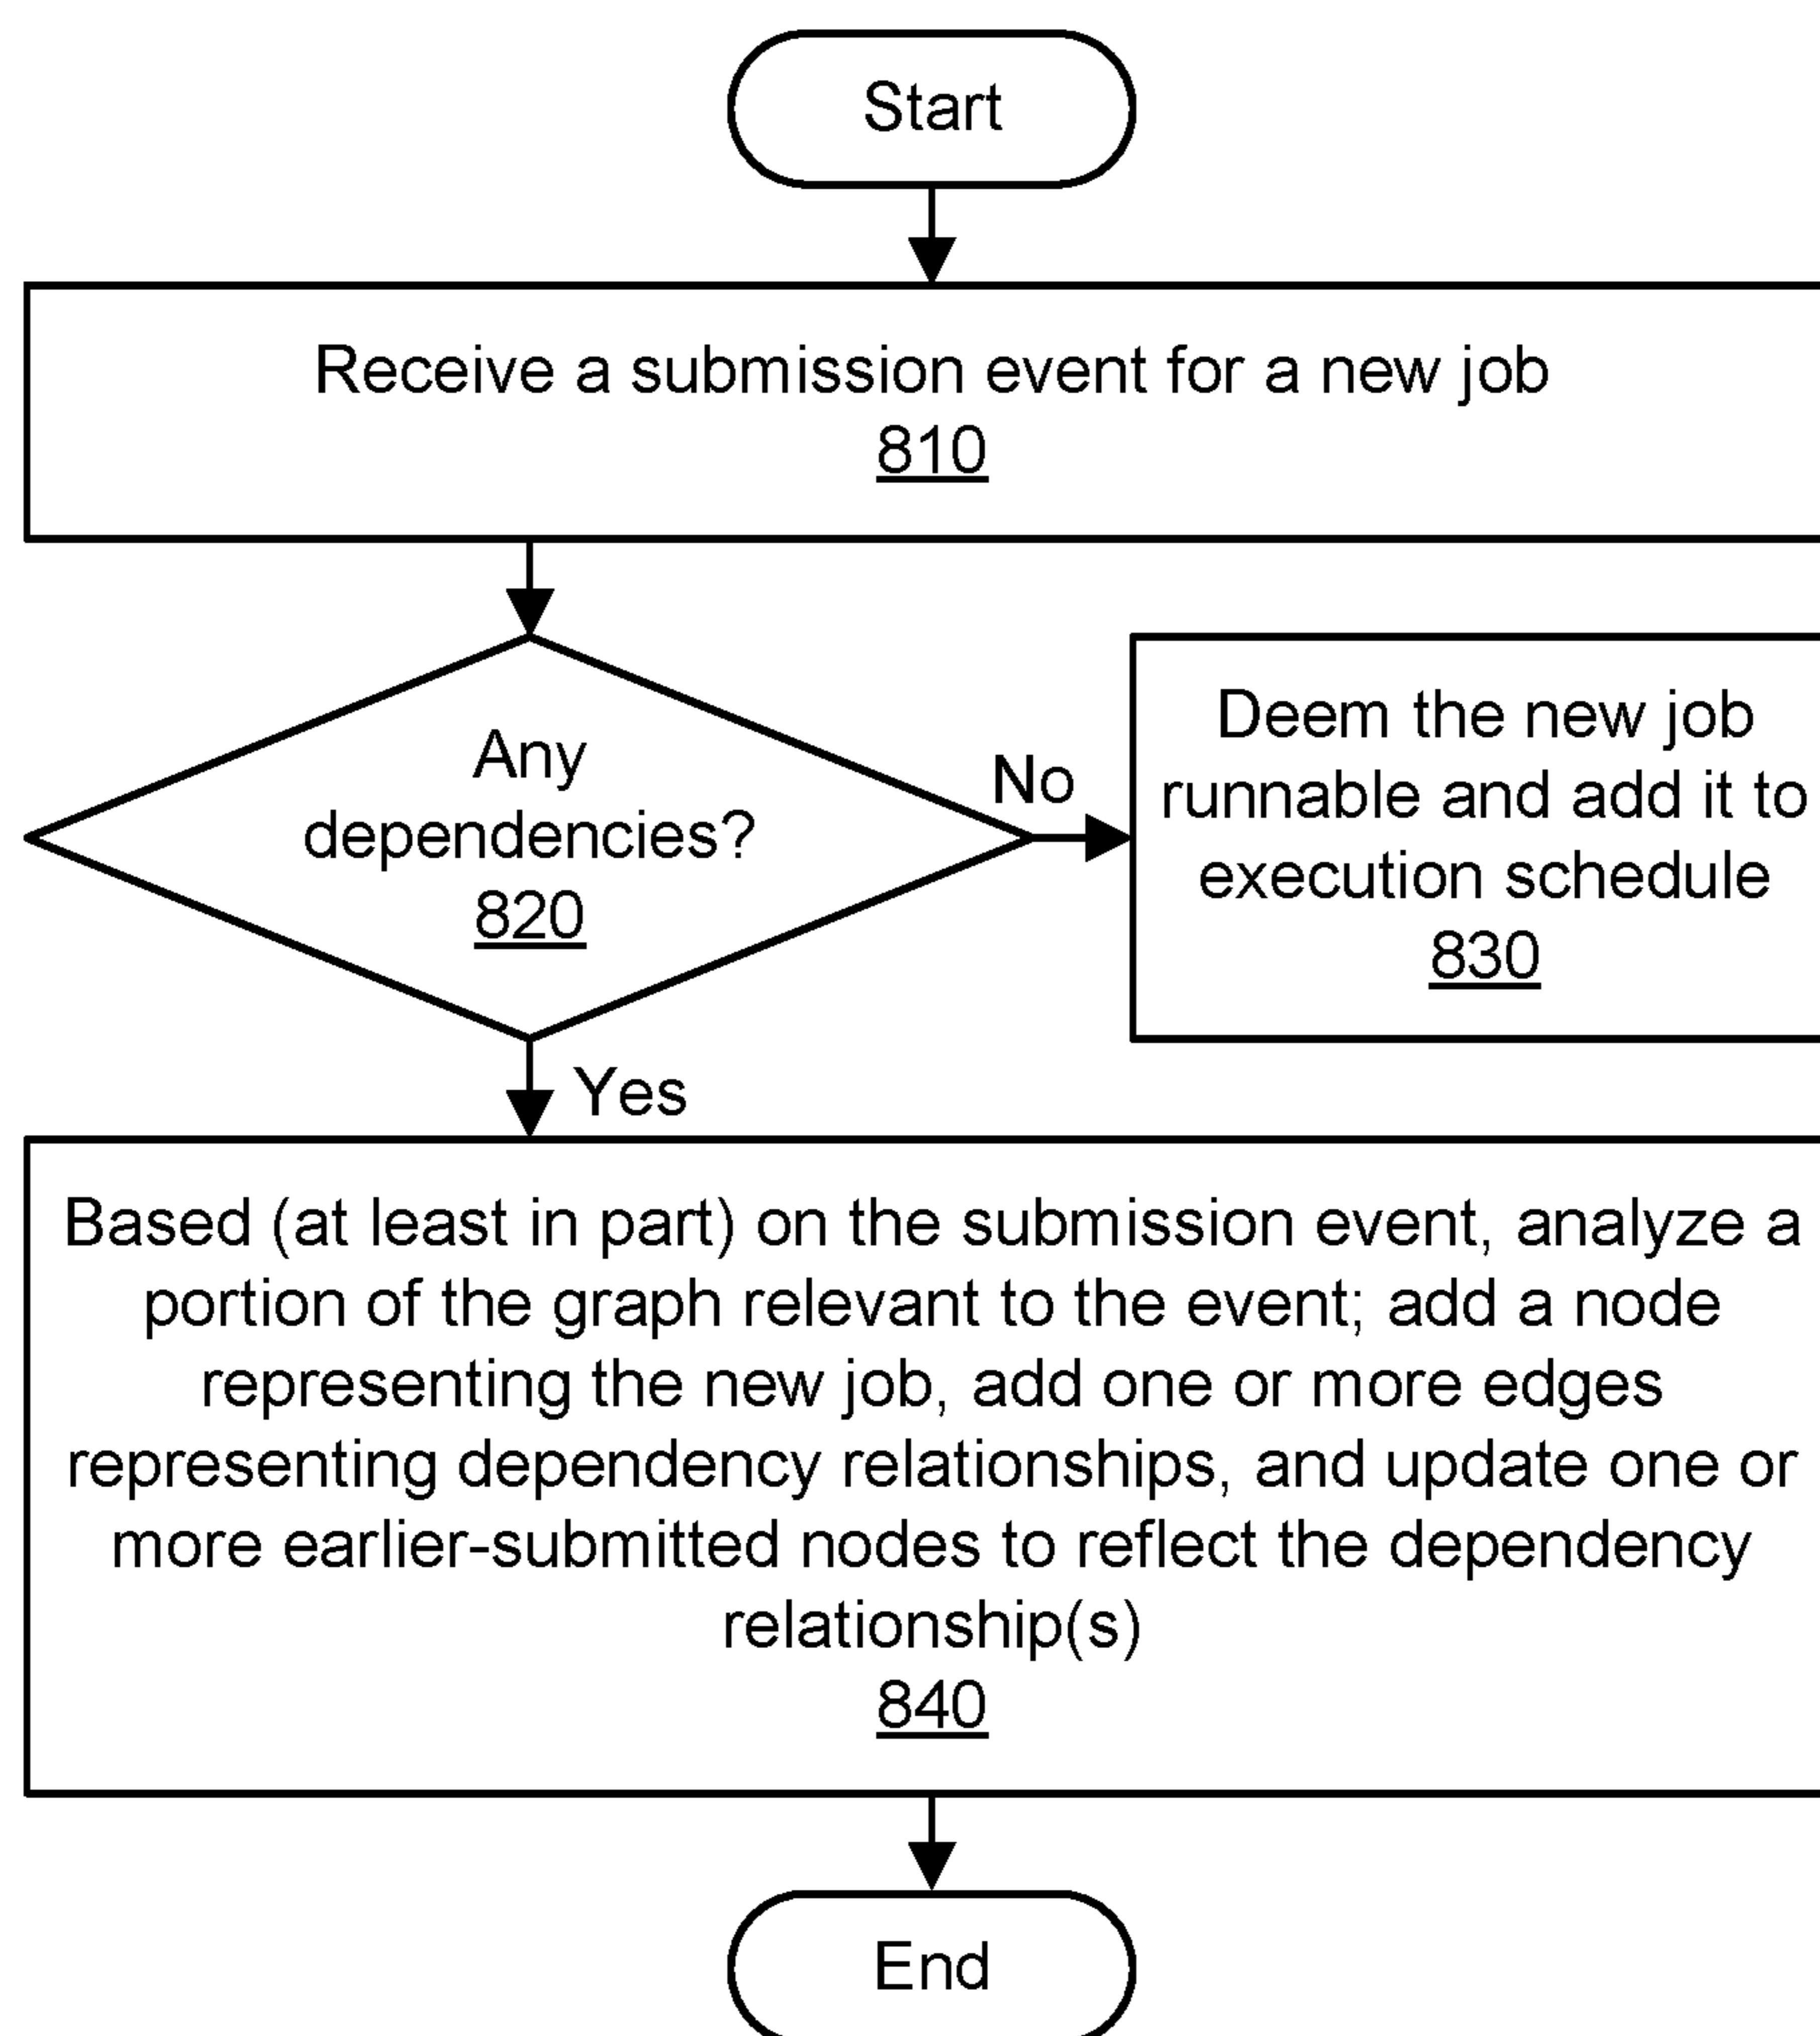 Start
Receive a submission event for a new job
810
Any
dependencies?
820
No
Deem the new job
runnable and add it to
execution schedule
830
Yes
Based (at least in part) on the submission event, analyze a
portion of the graph relevant to the event; add a node
representing the new job, add one or more edges
representing dependency relationships, and update one or
more earlier-submitted nodes to reflect the dependency
relationship(s)
840
End